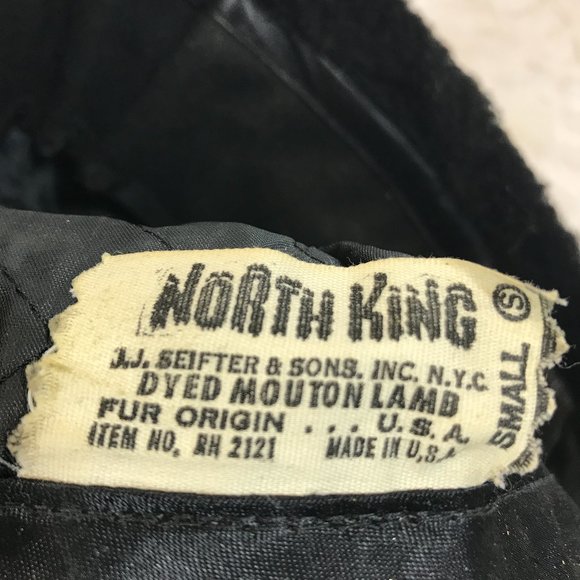 NORTH KING
J.J. SEIFTER & SONS. INC. N.Y.C.
DYED MOUTON LAMB
FUR ORIGIN . . . U. S. A.
ITEM NO. RH 2121 MADE IN U.S.A.
SMALL S